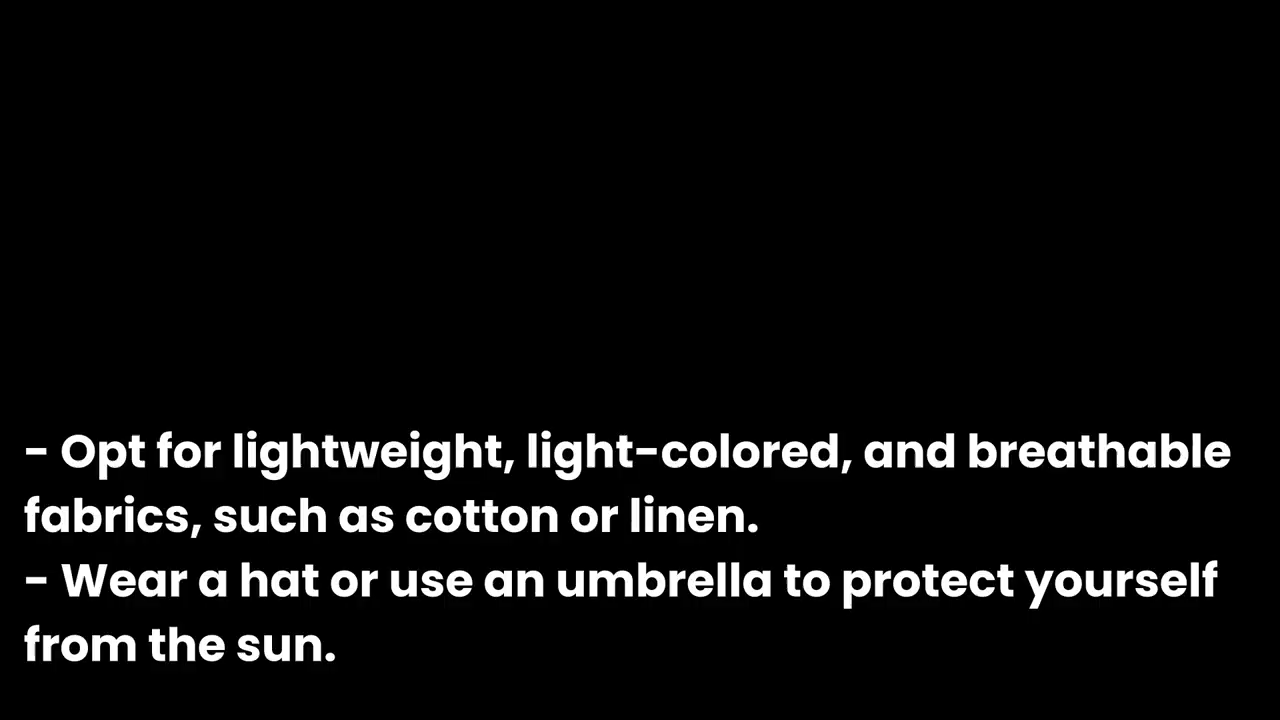 - Opt for lightweight, light-colored, and breathable
fabrics, such as cotton or linen.
- Wear a hat or use an umbrella to protect yourself
from the sun.